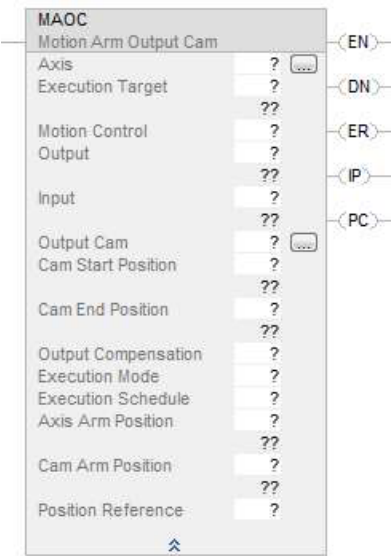 MAOC
Motion Arm Output Cam (EN)
Axis ? ...
Execution Target ? (DN)
??
Motion Control ? (ER)
Output ?
?? (IP)
Input ?
?? (PC)
Output Cam ? ...
Cam Start Position ?
??
Cam End Position ?
??
Output Compensation ?
Execution Mode ?
Execution Schedule ?
Axis Arm Position ?
??
Cam Arm Position ?
??
Position Reference ?